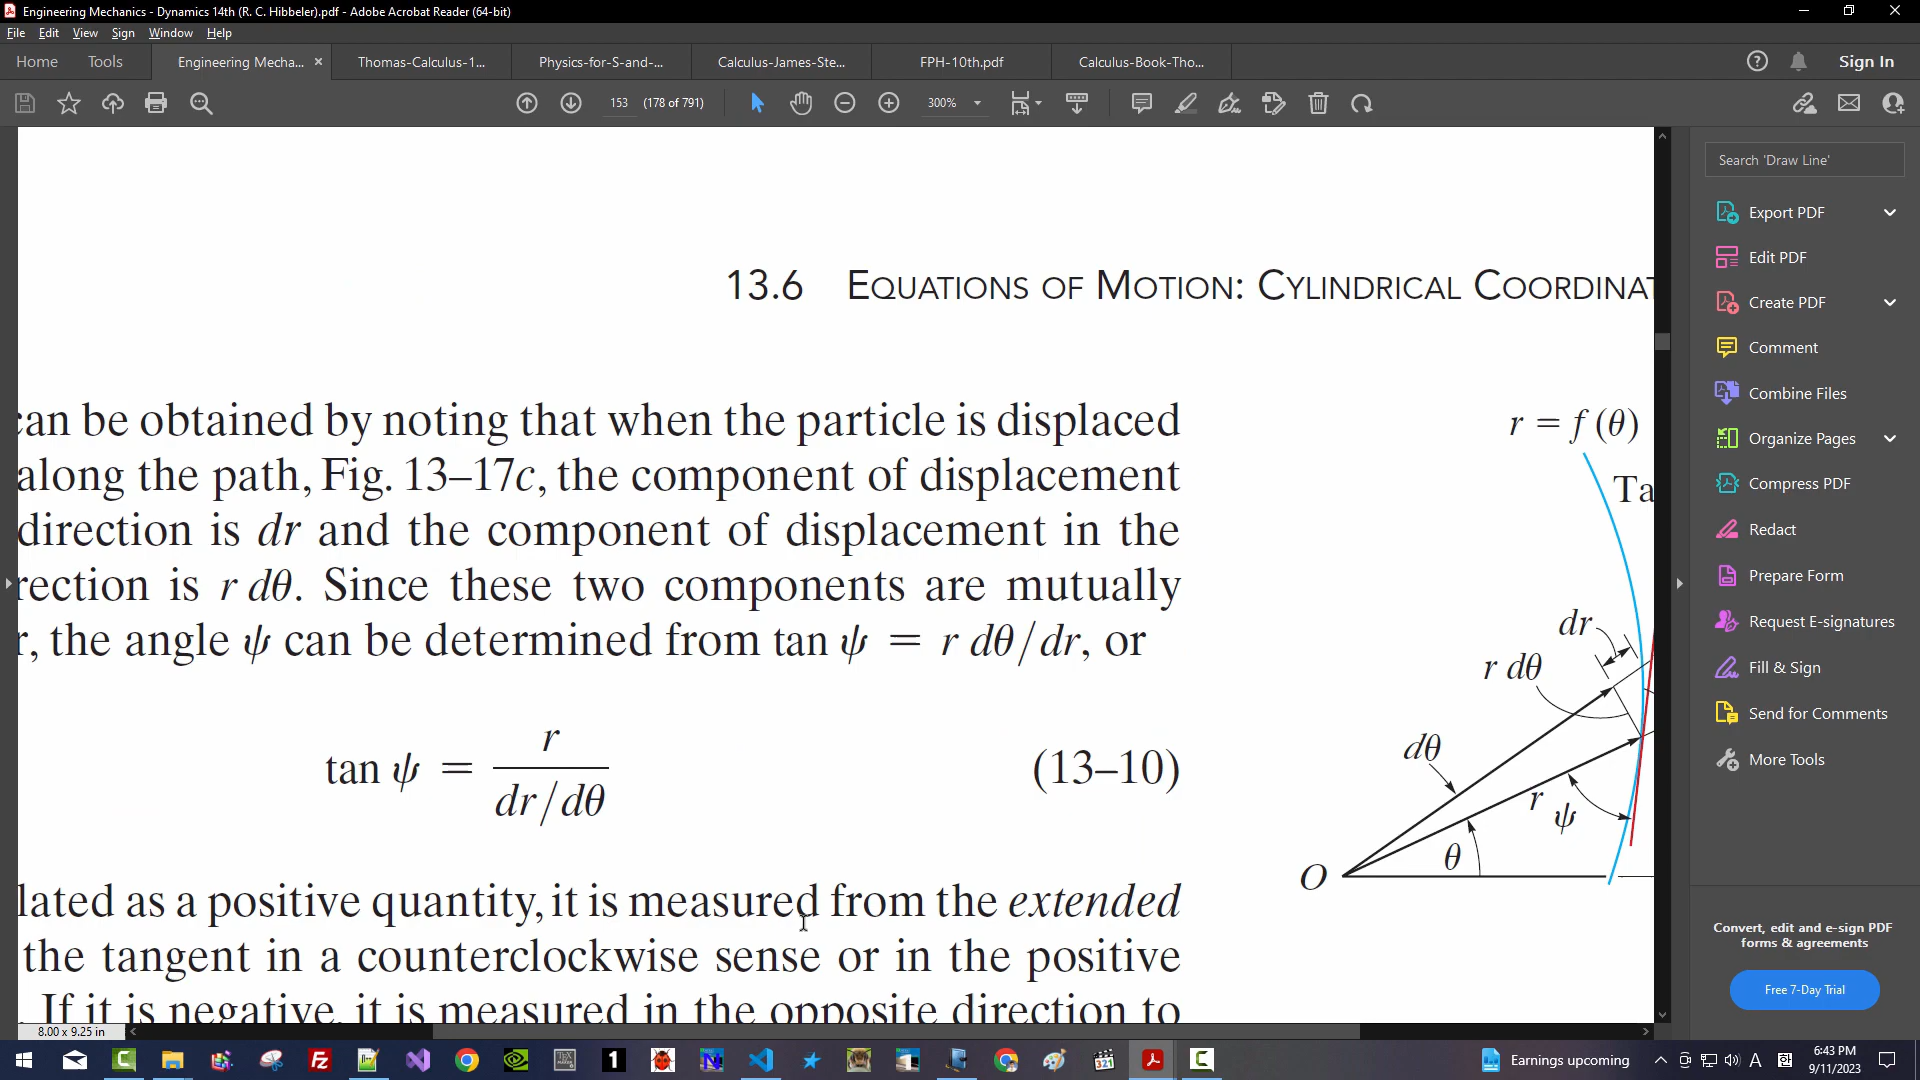 Engineering Mechanics - Dynamics 14th (R. C. Hibbeler).pdf - Adobe Acrobat Reader (64-bit)
File Edit View Sign Window Help
Home Tools Engineering Mecha... × Thomas-Calculus-1... Physics-for-S-and-... Calculus-James-Ste... FPH-10th.pdf Calculus-Book-Tho... Sign In
153 (178 of 791) 300%
13.6 EQUATIONS OF MOTION: CYLINDRICAL COORDINAT
can be obtained by noting that when the particle is displaced
along the path, Fig. 13–17c, the component of displacement
direction is dr and the component of displacement in the
rection is r dθ. Since these two components are mutually
r, the angle ψ can be determined from tan ψ = r dθ/dr, or
tan ψ = r / (dr/dθ) (13–10)
lated as a positive quantity, it is measured from the extended
the tangent in a counterclockwise sense or in the positive
. If it is negative, it is measured in the opposite direction to
r = f (θ)
Ta
dr
r dθ
dθ
r
ψ
θ
O
Search 'Draw Line'
Export PDF
Edit PDF
Create PDF
Comment
Combine Files
Organize Pages
Compress PDF
Redact
Prepare Form
Request E-signatures
Fill & Sign
Send for Comments
More Tools
Convert, edit and e-sign PDF
forms & agreements
Free 7-Day Trial
8.00 x 9.25 in
Earnings upcoming
A
6:43 PM
9/11/2023